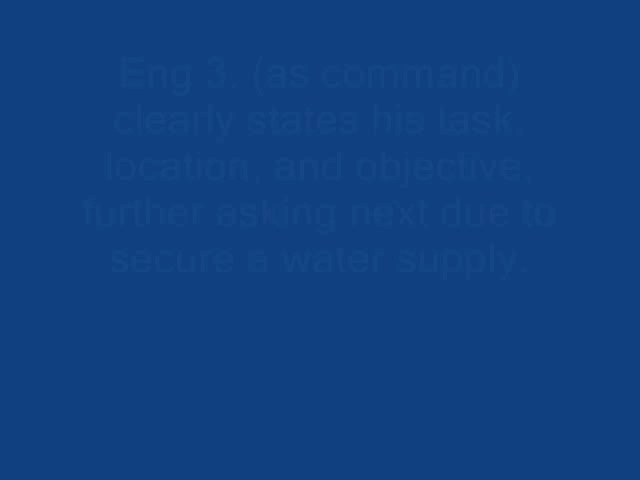 Eng 3. (as command)
clearly states his task,
location, and objective,
further asking next due to
secure a water supply.